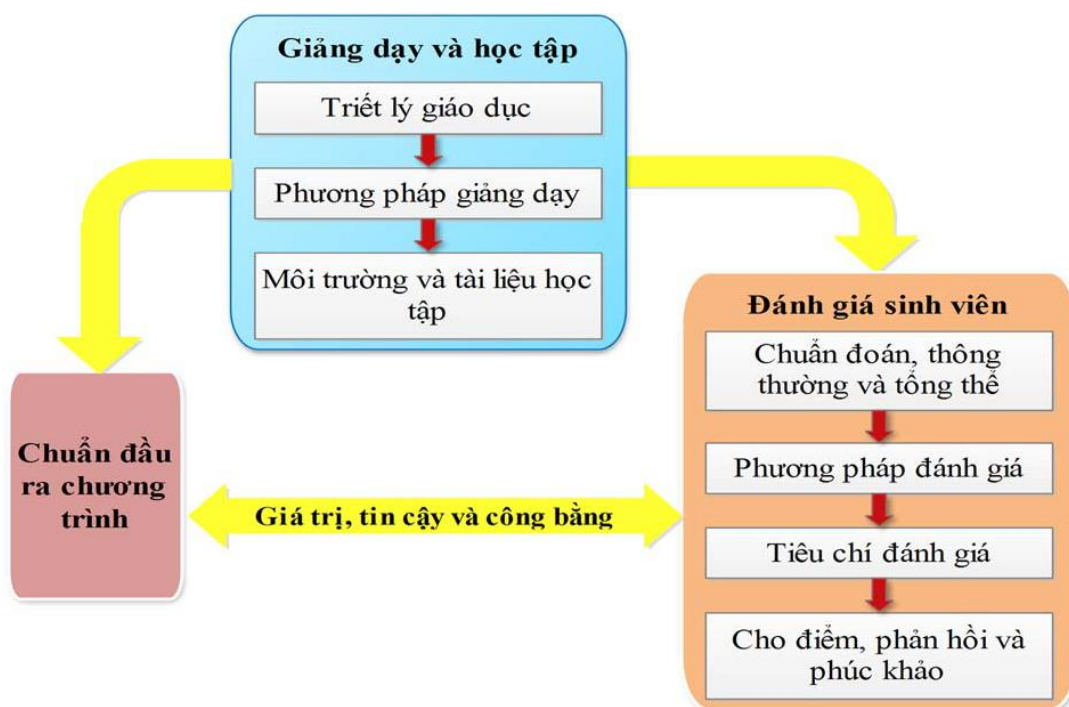 Giảng dạy và học tập
Triết lý giáo dục
Phương pháp giảng dạy
Môi trường và tài liệu học
tập
Đánh giá sinh viên
Chuẩn đoán, thông
thường và tổng thể
Phương pháp đánh giá
Tiêu chí đánh giá
Cho điểm, phản hồi và
phúc khảo
Chuẩn đầu
ra chương
trình
Giá trị, tin cậy và công bằng